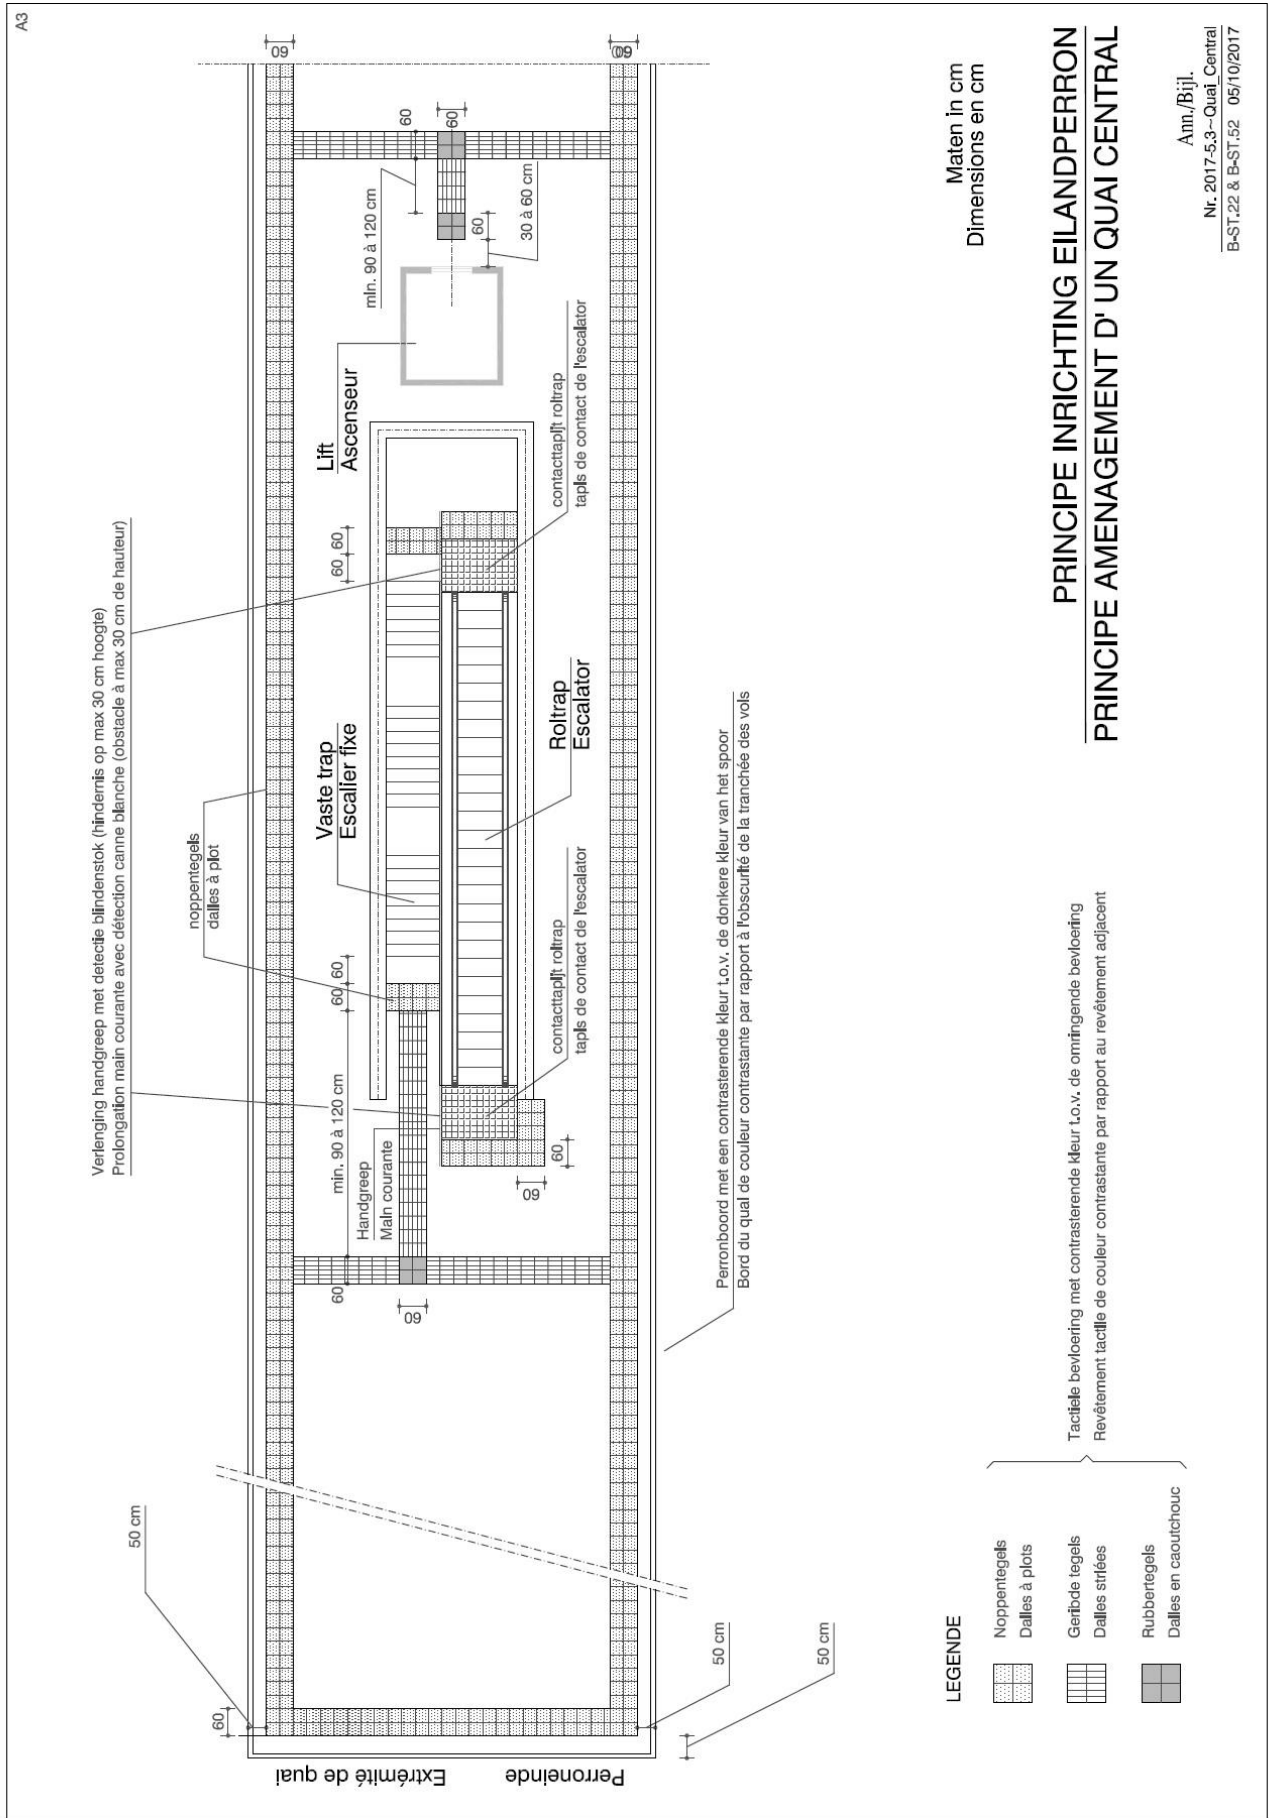 A3
Verlenging handgreep met detectie blindenstok (hindernis op max 30 cm hoogte)
Prolongation main courante avec détection canne blanche (obstacle à max 30 cm de hauteur)
noppentegels
dalles à plot
50 cm
60
60
60
Extrémité de quai
Perroneinde
60
60
min. 90 à 120 cm
60
60
Handgreep
Main courante
60
60
Vaste trap
Escalier fixe
60
60
Lift
Ascenseur
min. 90 à 120 cm
60
60
60
30 à 60 cm
contacttapijt roltrap
tapis de contact de l'escalator
contacttapijt roltrap
tapis de contact de l'escalator
Roltrap
Escalator
50 cm
50 cm
Perronboord met een contrasterende kleur t.o.v. de donkere kleur van het spoor
Bord du quai de couleur contrastante par rapport à l'obscurité de la tranchée des vols
LEGENDE
Noppentegels
Dalles à plots
Geribde tegels
Dalles striées
Rubbertegels
Dalles en caoutchouc
Tactiele bevloering met contrasterende kleur t.o.v. de omringende bevloering
Revêtement tactile de couleur contrastante par rapport au revêtement adjacent
Maten in cm
Dimensions en cm
PRINCIPE INRICHTING EILANDPERRON
PRINCIPE AMENAGEMENT D' UN QUAI CENTRAL
Ann./Bijl.
Nr. 2017-5.3~Quai_Central
B-ST.22 & B-ST.52 05/10/2017